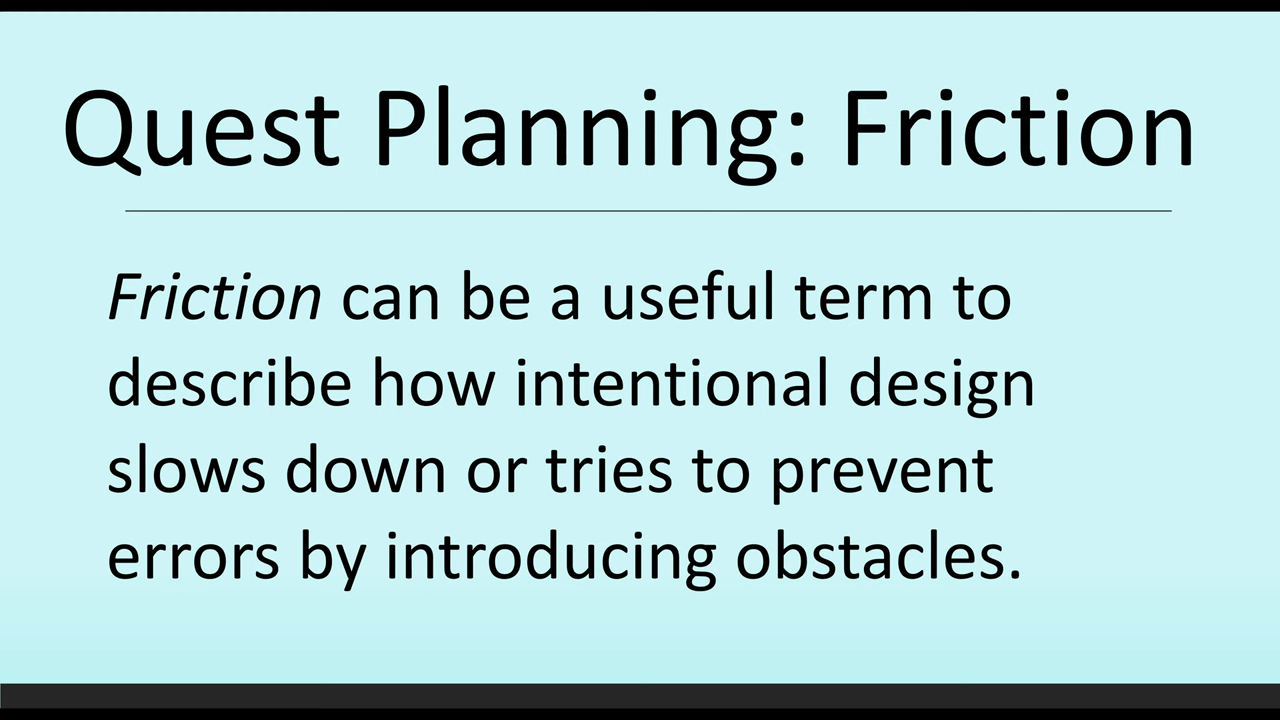 Quest Planning: Friction
Friction can be a useful term to
describe how intentional design
slows down or tries to prevent
errors by introducing obstacles.